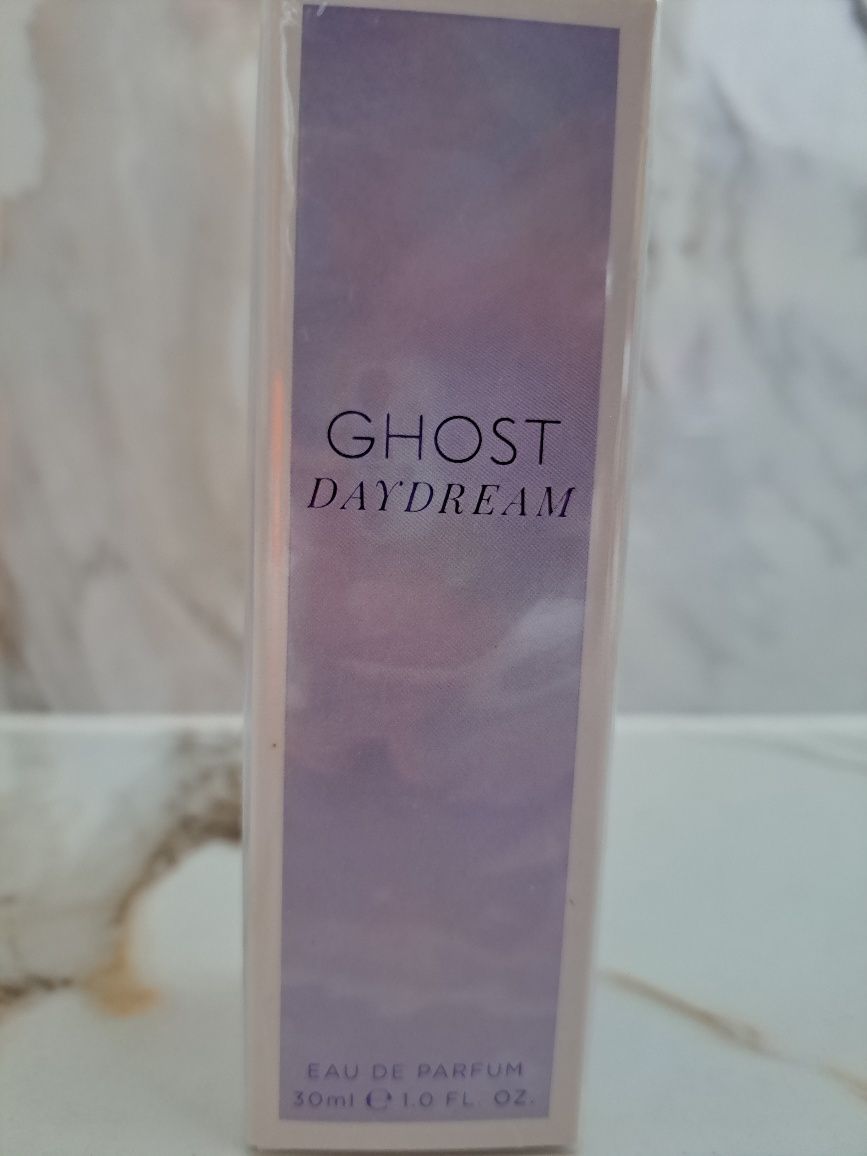 GHOST
DAYDREAM
EAU DE PARFUM
30ml ℮ 1.0 FL. OZ.